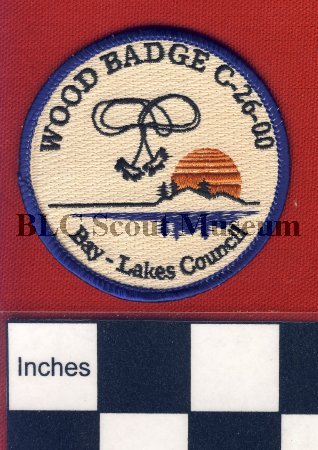 WOOD BADGE C-26-00
BLC Scout Museum
Bay - Lakes Council
Inches